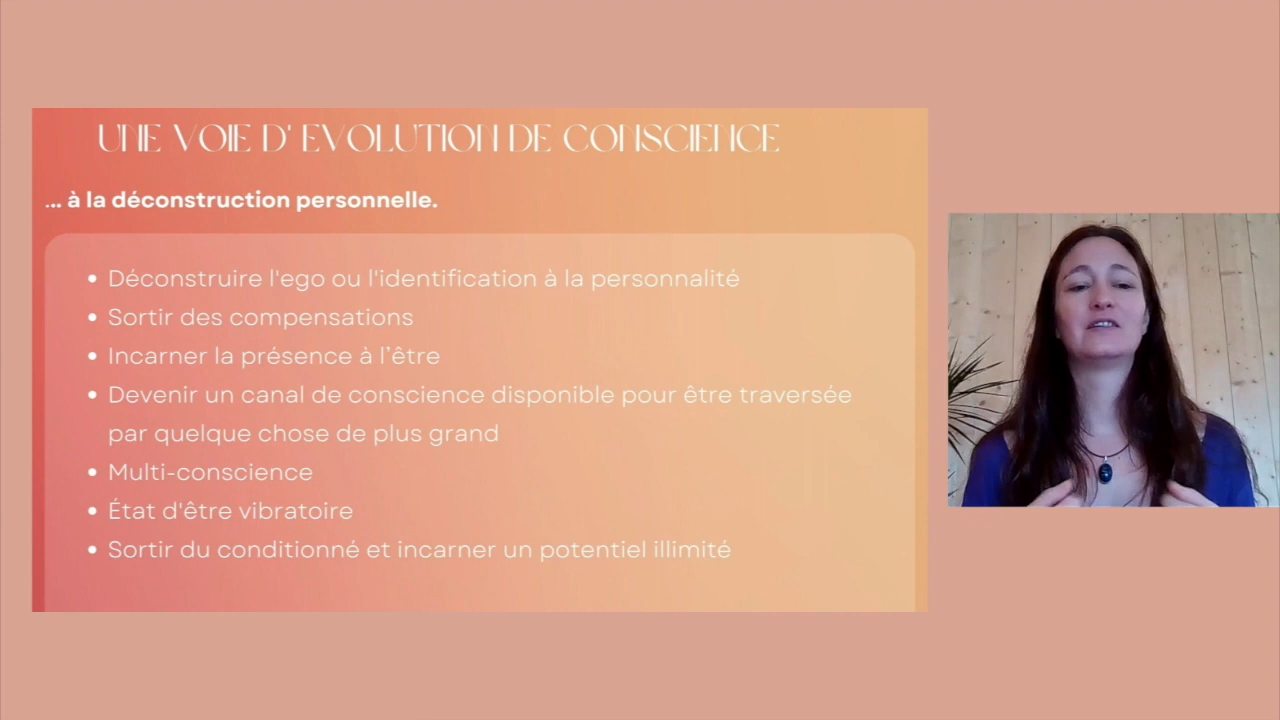 UNE VOIE D' EVOLUTION DE CONSCIENCE
... à la déconstruction personnelle.
• Déconstruire l'ego ou l'identification à la personnalité
• Sortir des compensations
• Incarner la présence à l’être
• Devenir un canal de conscience disponible pour être traversée
par quelque chose de plus grand
• Multi-conscience
• État d'être vibratoire
• Sortir du conditionné et incarner un potentiel illimité